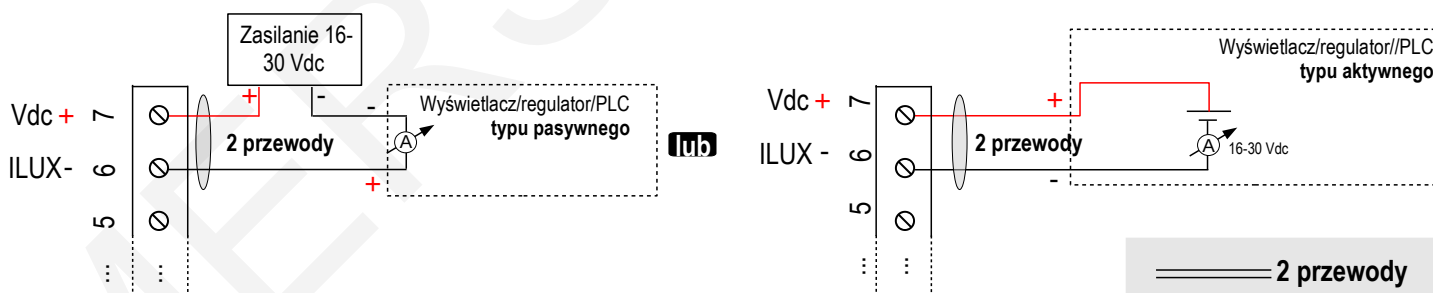 Zasilanie 16-
30 Vdc
+
-
-
Wyświetlacz/regulator/PLC
typu pasywnego
Vdc +
7
2 przewody
A
ILUX-
6
+
5
...
...
lub
Wyświetlacz/regulator//PLC
typu aktywnego
Vdc +
7
+
2 przewody
A
16-30 Vdc
ILUX -
6
-
5
...
...
2 przewody
MERS